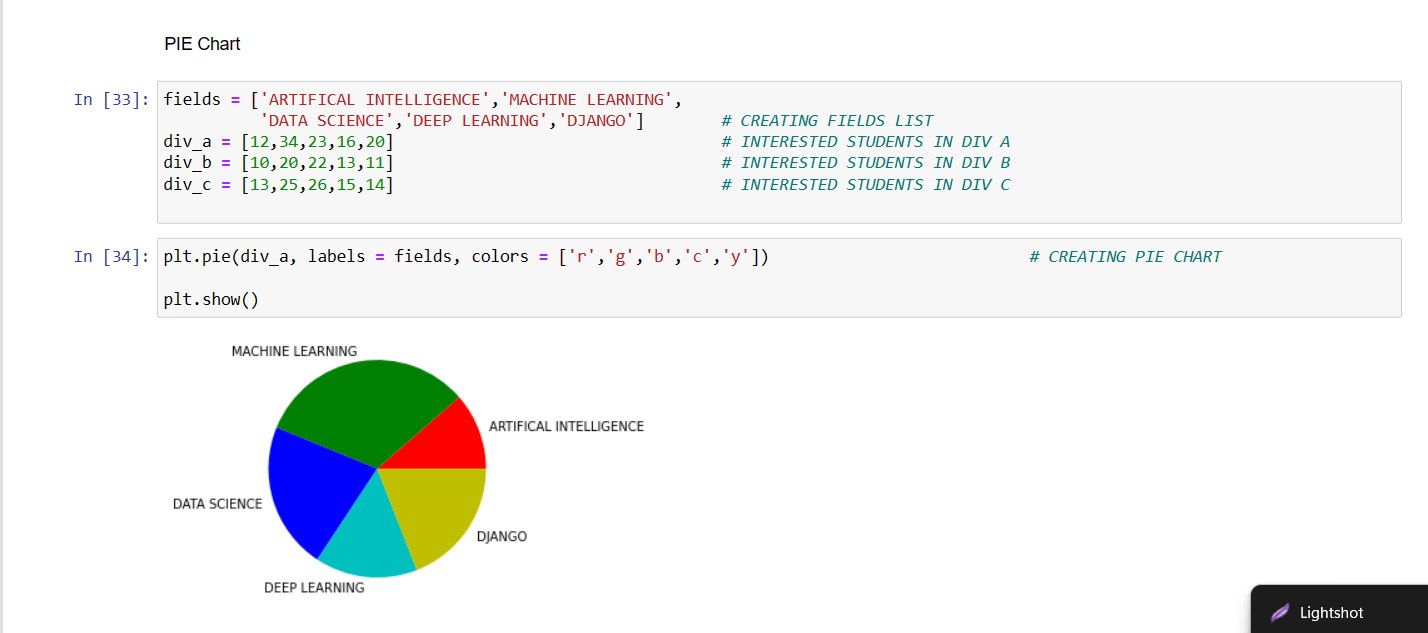 PIE Chart
In [33]: fields = ['ARTIFICAL INTELLIGENCE','MACHINE LEARNING',
'DATA SCIENCE','DEEP LEARNING','DJANGO'] # CREATING FIELDS LIST
div_a = [12,34,23,16,20] # INTERESTED STUDENTS IN DIV A
div_b = [10,20,22,13,11] # INTERESTED STUDENTS IN DIV B
div_c = [13,25,26,15,14] # INTERESTED STUDENTS IN DIV C
In [34]: plt.pie(div_a, labels = fields, colors = ['r','g','b','c','y']) # CREATING PIE CHART
plt.show()
MACHINE LEARNING
ARTIFICAL INTELLIGENCE
DATA SCIENCE
DJANGO
DEEP LEARNING
Lightshot